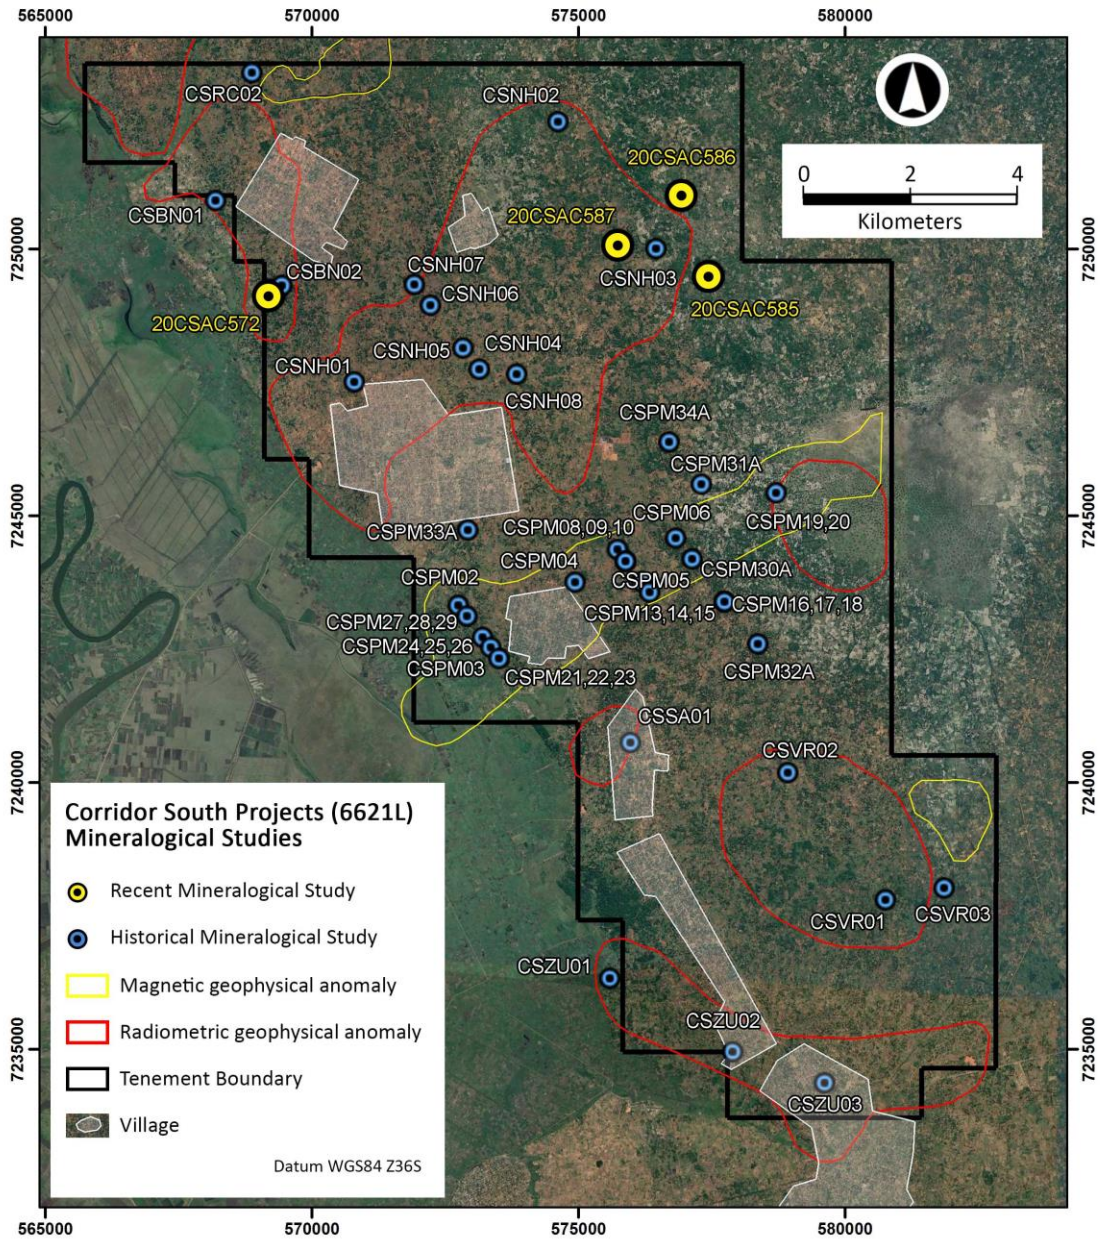 565000
570000
575000
580000
CSRC02
CSNH02
20CSAC586
0
2
4
Kilometers
CSBN01
20CSAC587
7250000
7250000
CSBN02
CSNH07
CSNH03
CSNH06
20CSAC572
20CSAC585
CSNH05
CSNH04
CSNH01
CSNH08
CSPM34A
CSPM31A
7245000
7245000
CSPM33A
CSPM08,09,10
CSPM06
CSPM19,20
CSPM04
CSPM02
CSPM05
CSPM30A
CSPM27,28,29
CSPM13,14,15
CSPM16,17,18
CSPM24,25,26
CSPM03
CSPM21,22,23
CSPM32A
CSSA01
CSVR02
7240000
7240000
Corridor South Projects (6621L)
Mineralogical Studies
Recent Mineralogical Study
Historical Mineralogical Study
Magnetic geophysical anomaly
Radiometric geophysical anomaly
Tenement Boundary
Village
Datum WGS84 Z36S
CSVR01
CSVR03
CSZU01
CSZU02
7235000
7235000
CSZU03
565000
570000
575000
580000